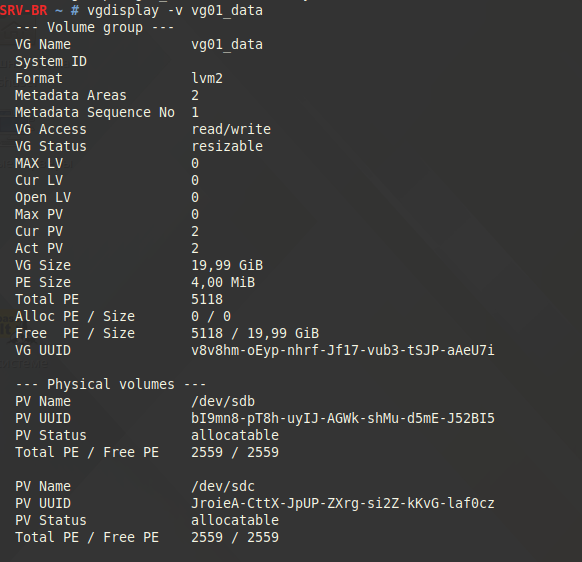 SRV-BR ~ # vgdisplay -v vg01_data
--- Volume group ---
VG Name vg01_data
System ID
Format lvm2
Metadata Areas 2
Metadata Sequence No 1
VG Access read/write
VG Status resizable
MAX LV 0
Cur LV 0
Open LV 0
Max PV 0
Cur PV 2
Act PV 2
VG Size 19,99 GiB
PE Size 4,00 MiB
Total PE 5118
Alloc PE / Size 0 / 0
Free PE / Size 5118 / 19,99 GiB
VG UUID v8v8hm-oEyp-nhrf-Jf17-vub3-tSJP-aAeU7i
--- Physical volumes ---
PV Name /dev/sdb
PV UUID bI9mn8-pT8h-uyIJ-AGWk-shMu-d5mE-J52BI5
PV Status allocatable
Total PE / Free PE 2559 / 2559
PV Name /dev/sdc
PV UUID JroieA-CttX-JpUP-ZXrg-si2Z-kKvG-laf0cz
PV Status allocatable
Total PE / Free PE 2559 / 2559